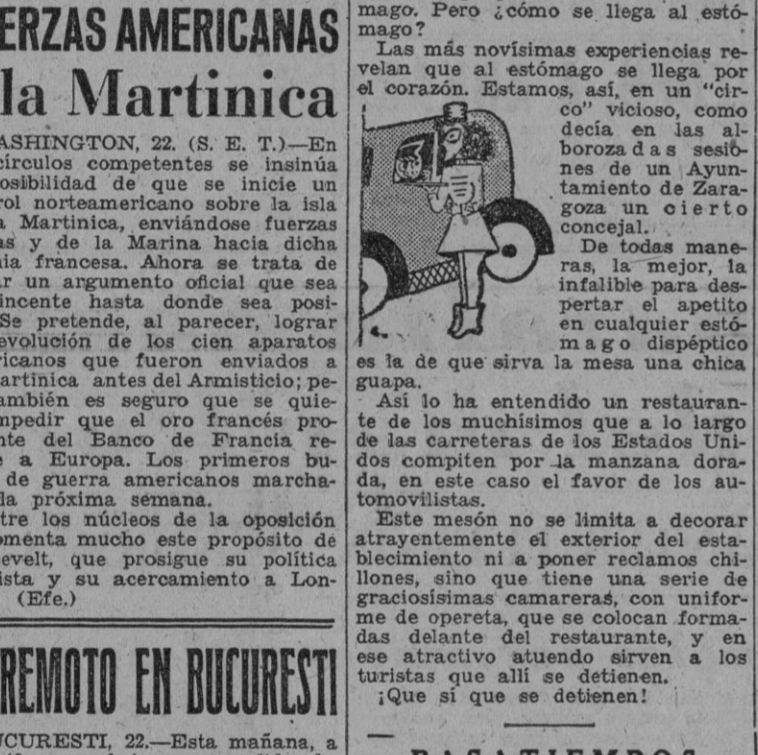 ERZAS AMERICANAS
la Martinica
ASHINGTON, 22. (S. E. T.)—En
círculos competentes se insinúa
osibilidad de que se inicie un
rol norteamericano sobre la isla
a Martinica, enviándose fuerzas
as y de la Marina hacia dicha
nia francesa. Ahora se trata de
ar un argumento oficial que sea
incente hasta donde sea posi-
Se pretende, al parecer, lograr
evolución de los cien aparatos
ricanos que fueron enviados a
artinica antes del Armisticio; pe-
ambién es seguro que se quie-
mpedir que el oro francés pro-
nte del Banco de Francia re-
e a Europa. Los primeros bu-
de guerra americanos marcha-
la próxima semana.
tre los núcleos de la oposición
omenta mucho este propósito de
sevelt, que prosigue su política
ista y su acercamiento a Lon-
(Efe.)
REMOTO EN BUCURESTI
UCURESTI, 22.—Esta mañana, a
mago. Pero ¿cómo se llega al estó-
mago?
Las más novísimas experiencias re-
velan que al estómago se llega por
el corazón. Estamos, así, en un "cir-
co" vicioso, como
decía en las al-
borozadas sesio-
nes de un Ayun-
tamiento de Zara-
goza un cierto
concejal.
De todas mane-
ras, la mejor, la
infalible para des-
pertar el apetito
en cualquier estó-
mago dispéptico
es la de que sirva la mesa una chica
guapa.
Así lo ha entendido un restauran-
te de los muchísimos que a lo largo
de las carreteras de los Estados Uni-
dos compiten por la manzana dora-
da, en este caso el favor de los au-
tomovilistas.
Este mesón no se limita a decorar
atrayentemente el exterior del esta-
blecimiento ni a poner reclamos chi-
llones, sino que tiene una serie de
graciosísimas camareras, con unifor-
me de opereta, que se colocan forma-
das delante del restaurante, y en
ese atractivo atuendo sirven a los
turistas que allí se detienen.
¡Que sí que se detienen!
PASATIEMPO